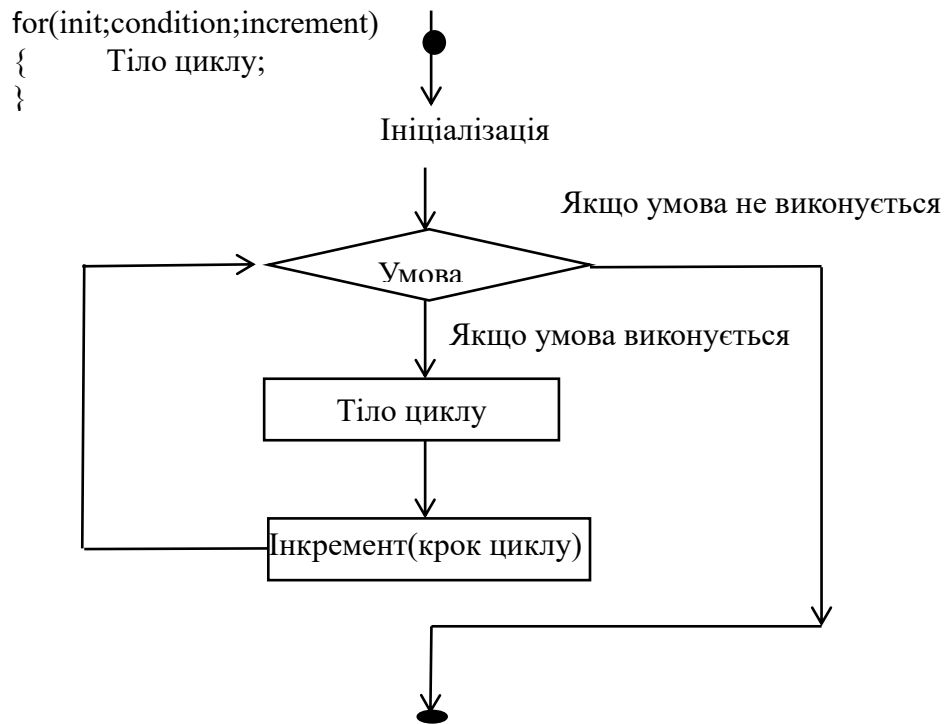 for(init;condition;increment)
{ Тіло циклу;
}
Ініціалізація
Якщо умова не виконується
Умова
Якщо умова виконується
Тіло циклу
Інкремент(крок циклу)